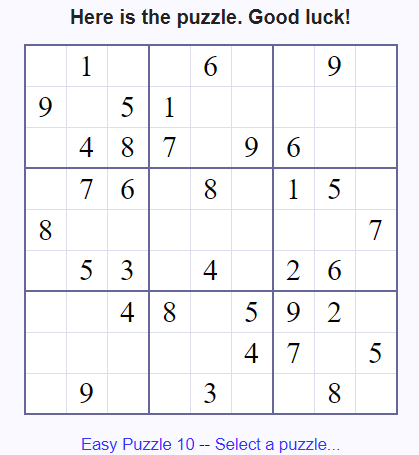 Here is the puzzle. Good luck!
1 6 9
9 5 1
4 8 7 9 6
7 6 8 1 5
8 7
5 3 4 2 6
4 8 5 9 2
4 7 5
9 3 8
Easy Puzzle 10 -- Select a puzzle...